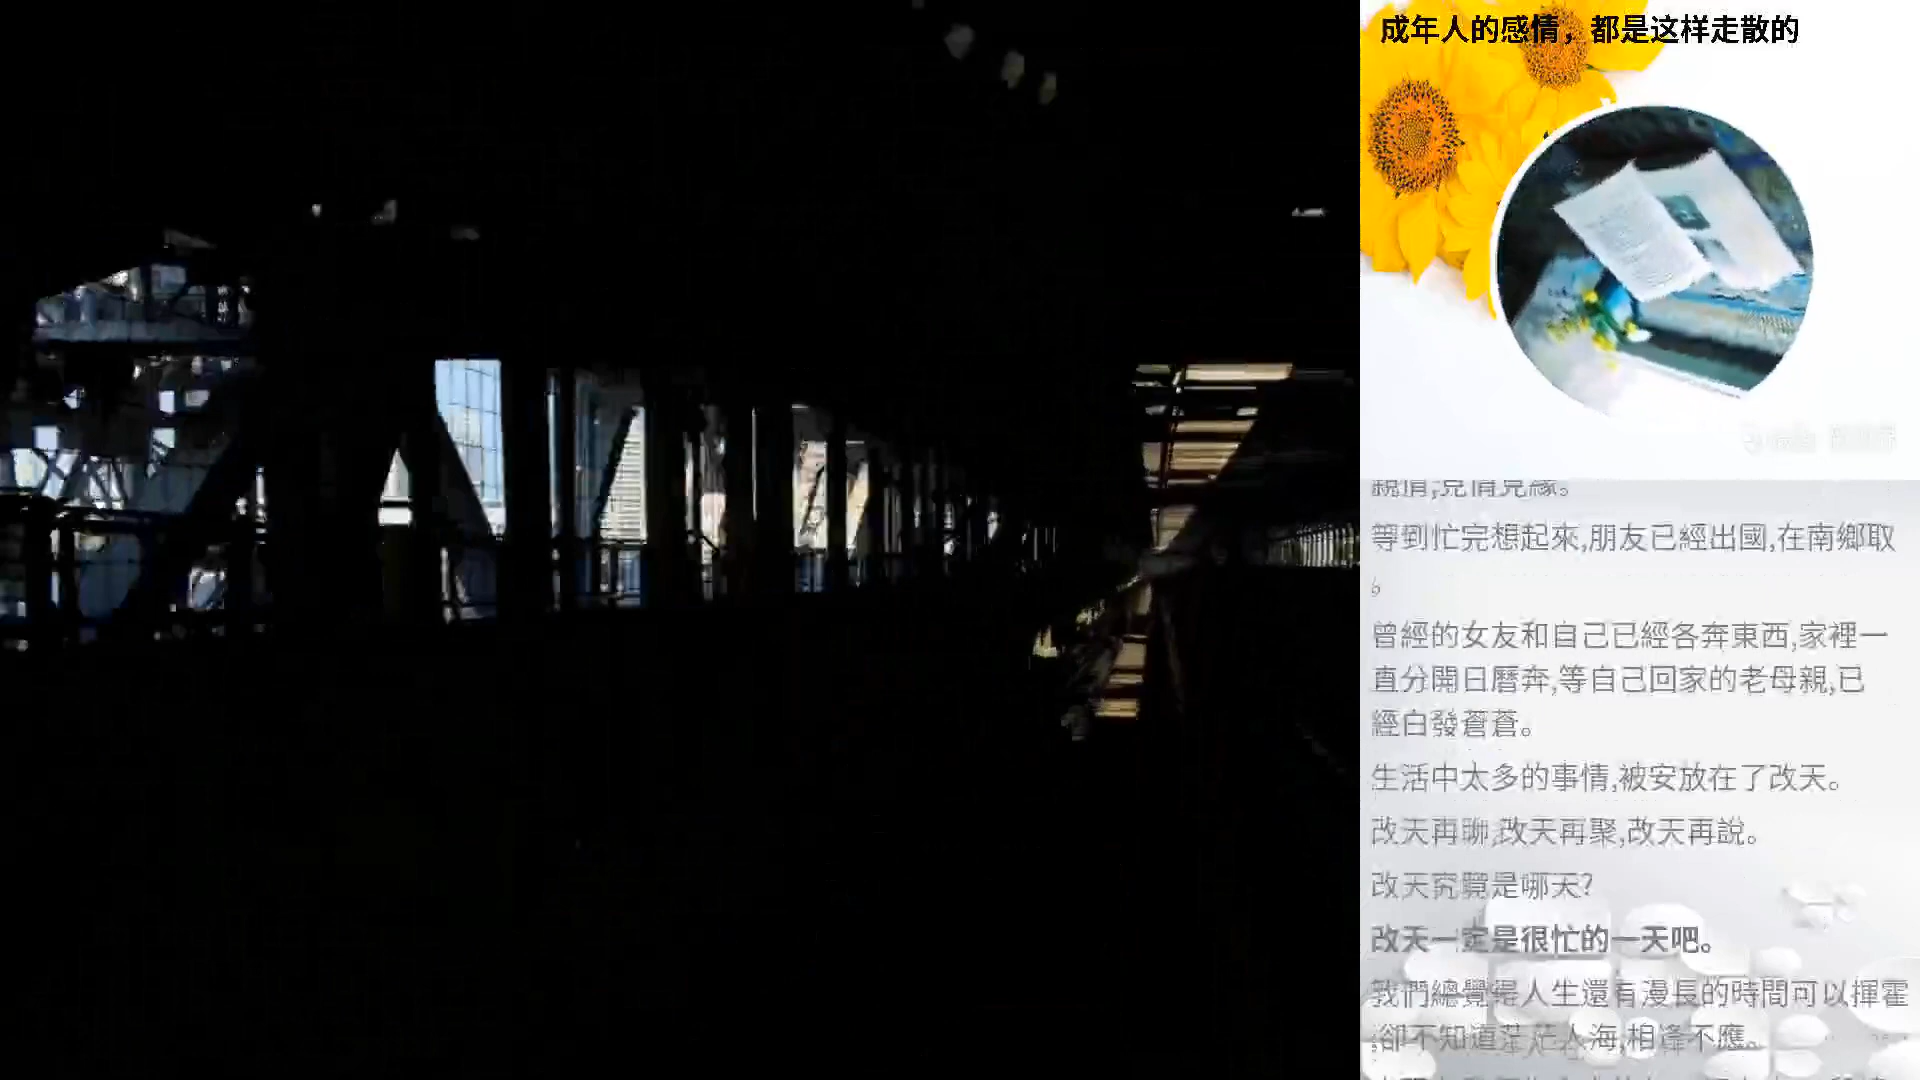 成年人的感情，都是这样走散的
等到忙完想起來,朋友已經出國,在南鄉取
。
曾經的女友和自己已經各奔東西,家裡一
直分開日曆奔,等自己回家的老母親,已
經白發蒼蒼。
生活中太多的事情,被安放在了改天。
改天再聊,改天再聚,改天再說。
改天究竟是哪天?
改天一定是很忙的一天吧。
我們總覺得人生還有漫長的時間可以揮霍
,卻不知道茫茫人海,相逢不應。